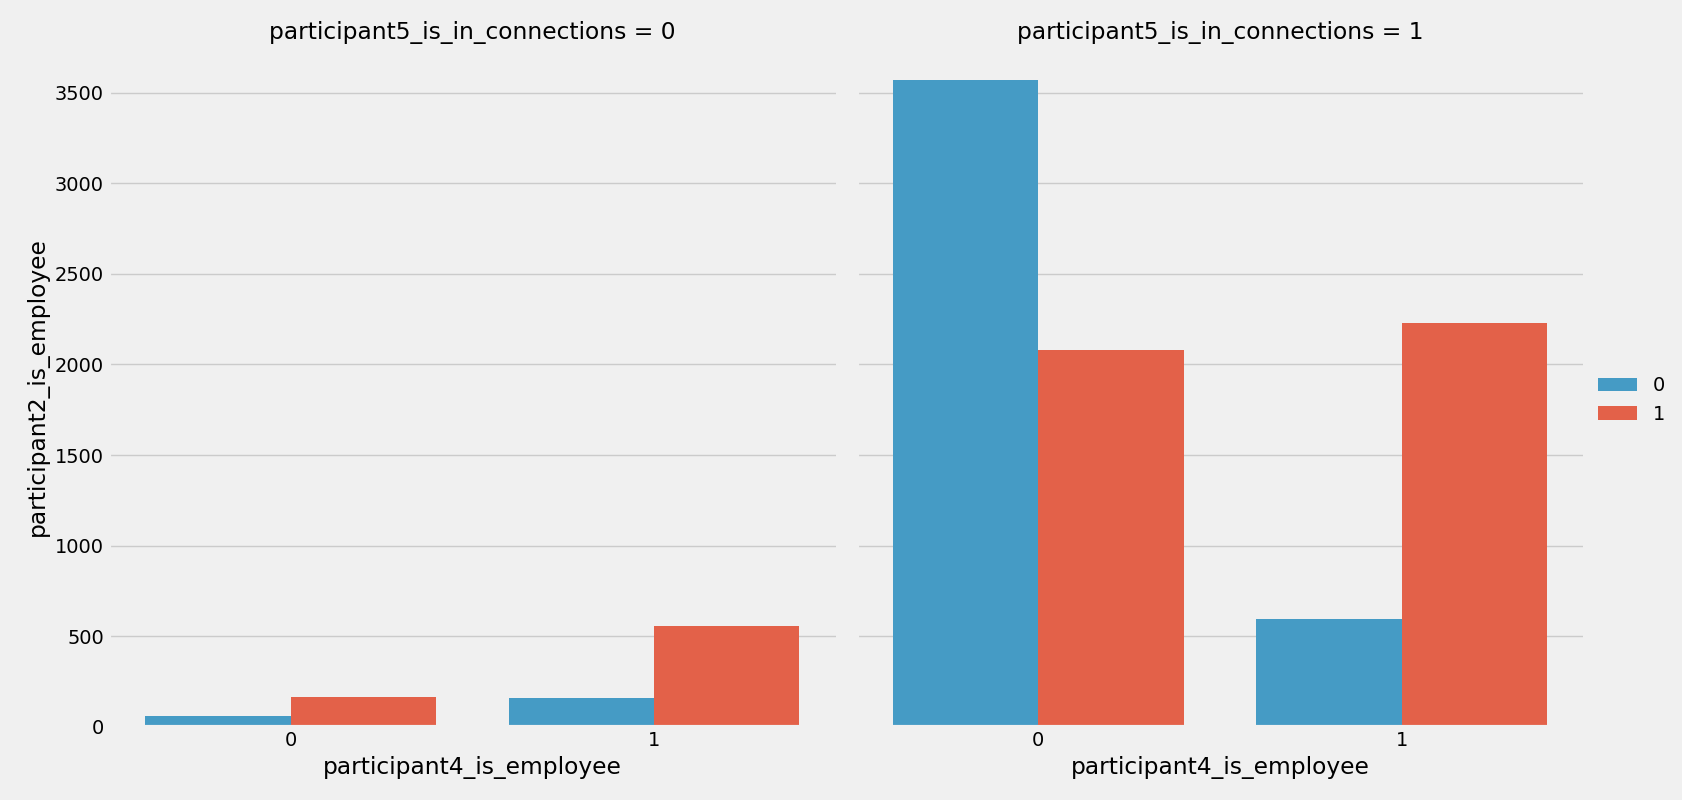 participant5_is_in_connections = 0
participant5_is_in_connections = 1
participant2_is_employee
3500
3000
2500
2000
1500
1000
500
0
0
1
0
1
participant4_is_employee
participant4_is_employee
0
1